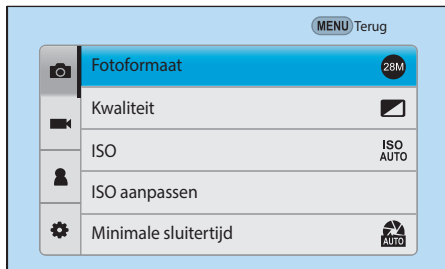 MENU Terug
Fotoformaat 28M
Kwaliteit
ISO ISO AUTO
ISO aanpassen
Minimale sluitertijd AUTO